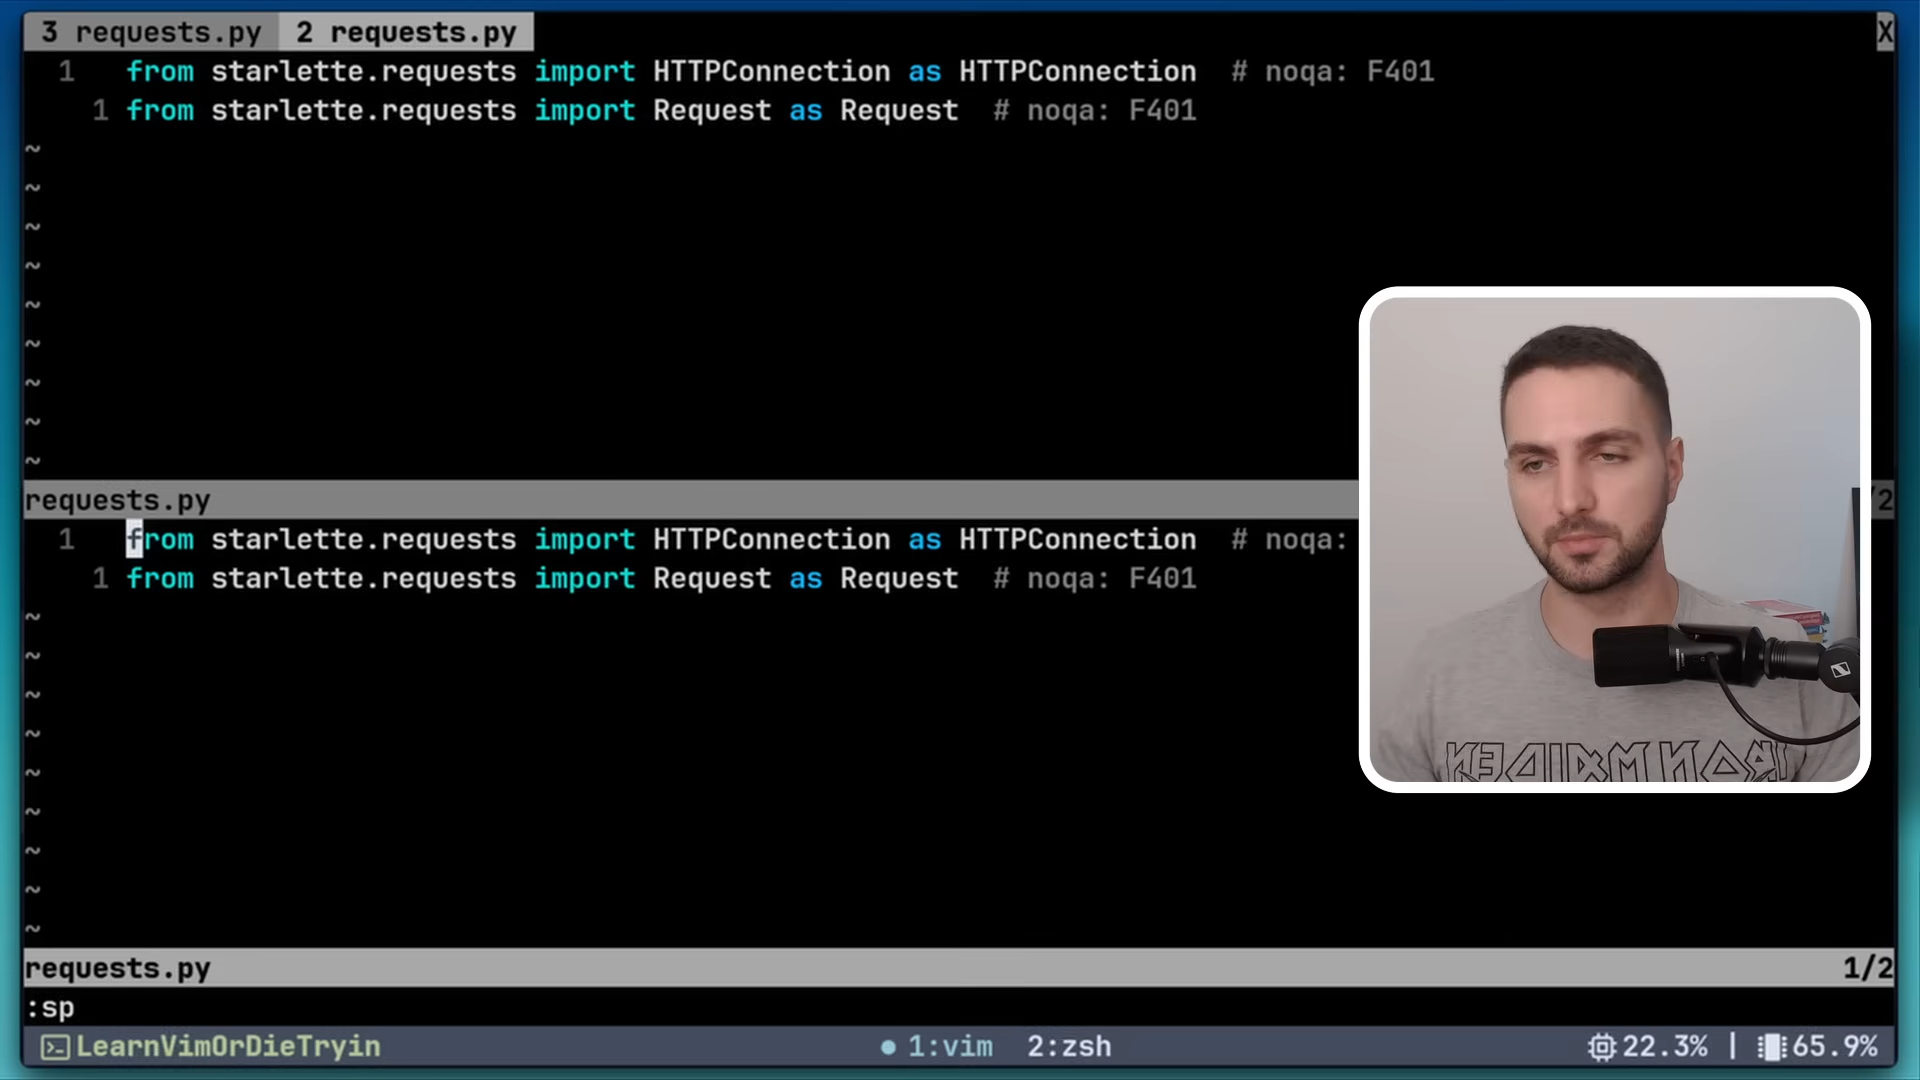 3 requests.py 2 requests.py X
1 from starlette.requests import HTTPConnection as HTTPConnection # noqa: F401
1 from starlette.requests import Request as Request # noqa: F401
~
~
~
~
~
~
~
~
~
requests.py /2
1 from starlette.requests import HTTPConnection as HTTPConnection # noqa:
1 from starlette.requests import Request as Request # noqa: F401
~
~
~
~
~
~
~
~
~
requests.py 1/2
:sp
LearnVimOrDieTryin 1:vim 2:zsh 22.3% | 65.9%
IRON MAIDEN